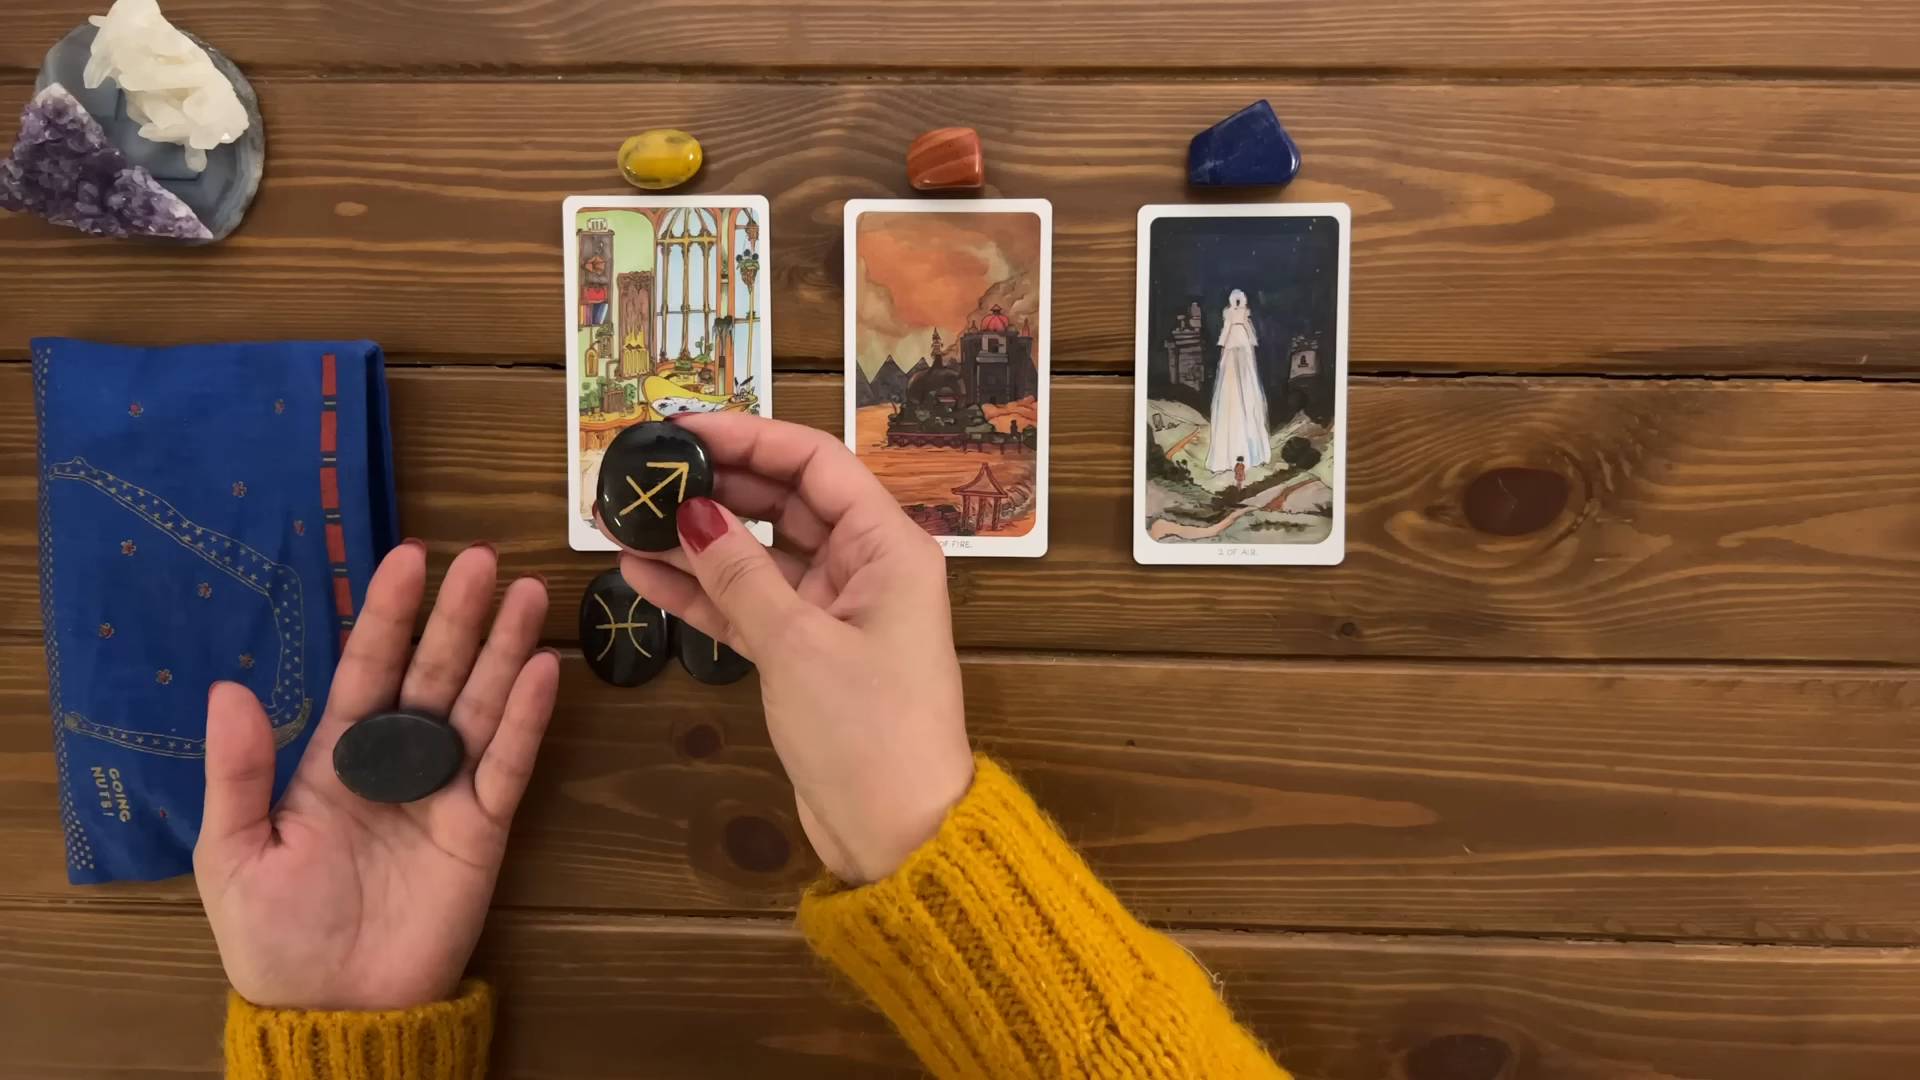 OF FIRE.
2 OF AIR.
GOING
NUTS!